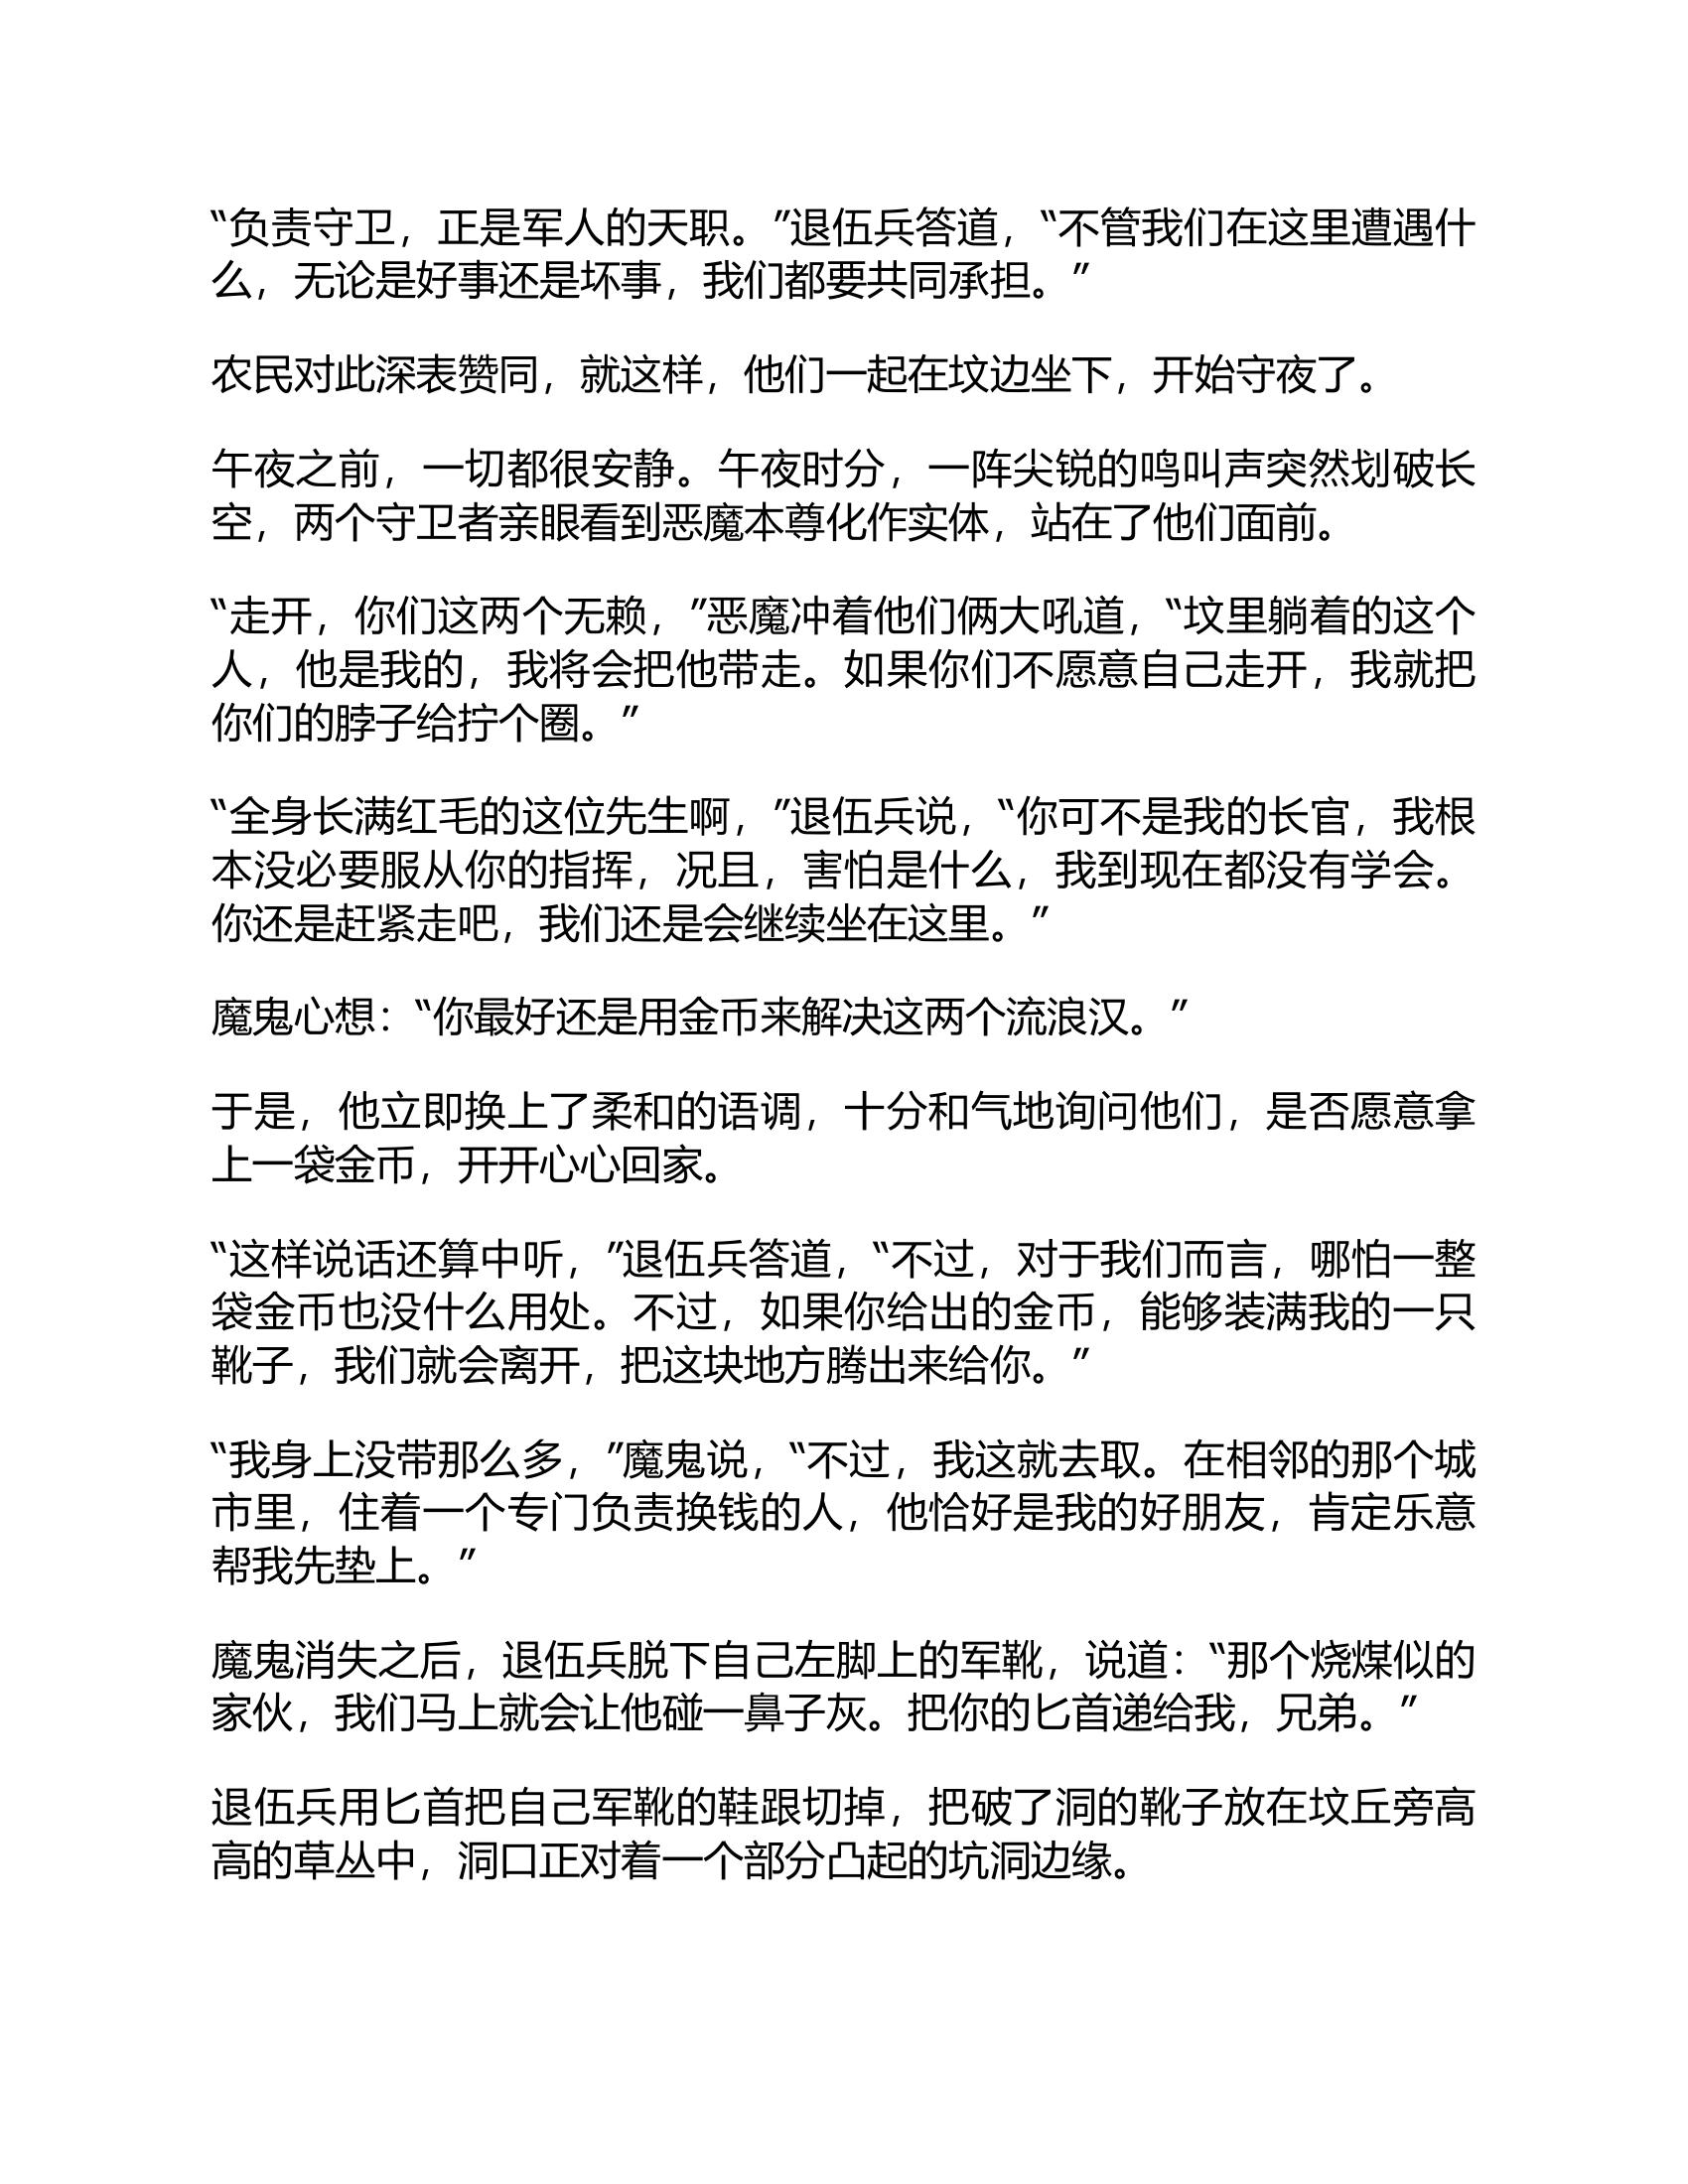 “负责守卫，正是军人的天职。”退伍兵答道，“不管我们在这里遭遇什
么，无论是好事还是坏事，我们都要共同承担。”
农民对此深表赞同，就这样，他们一起在坟边坐下，开始守夜了。
午夜之前，一切都很安静。午夜时分，一阵尖锐的鸣叫声突然划破长
空，两个守卫者亲眼看到恶魔本尊化作实体，站在了他们面前。
“走开，你们这两个无赖，”恶魔冲着他们俩大吼道，“坟里躺着的这个
人，他是我的，我将会把他带走。如果你们不愿意自己走开，我就把
你们的脖子给拧个圈。”
“全身长满红毛的这位先生啊，”退伍兵说，“你可不是我的长官，我根
本没必要服从你的指挥，况且，害怕是什么，我到现在都没有学会。
你还是赶紧走吧，我们还是会继续坐在这里。”
魔鬼心想：“你最好还是用金币来解决这两个流浪汉。”
于是，他立即换上了柔和的语调，十分和气地询问他们，是否愿意拿
上一袋金币，开开心心回家。
“这样说话还算中听，”退伍兵答道，“不过，对于我们而言，哪怕一整
袋金币也没什么用处。不过，如果你给出的金币，能够装满我的一只
靴子，我们就会离开，把这块地方腾出来给你。”
“我身上没带那么多，”魔鬼说，“不过，我这就去取。在相邻的那个城
市里，住着一个专门负责换钱的人，他恰好是我的好朋友，肯定乐意
帮我先垫上。”
魔鬼消失之后，退伍兵脱下自己左脚上的军靴，说道：“那个烧煤似的
家伙，我们马上就会让他碰一鼻子灰。把你的匕首递给我，兄弟。”
退伍兵用匕首把自己军靴的鞋跟切掉，把破了洞的靴子放在坟丘旁高
高的草丛中，洞口正对着一个部分凸起的坑洞边缘。